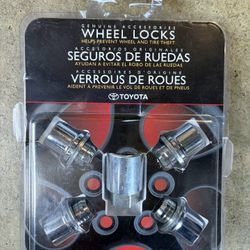 GENUINE ACCESSORIES
WHEEL LOCKS
HELPS PREVENT WHEEL AND TIRE THEFT
ACCESORIOS ORIGINALES
SEGUROS DE RUEDAS
AYUDAN A EVITAR EL ROBO DE LAS RUEDAS
ACCESSOIRES D'ORIGINE
VERROUS DE ROUES
AIDENT À PRÉVENIR LE VOL DE ROUES ET DE PNEUS
TOYOTA